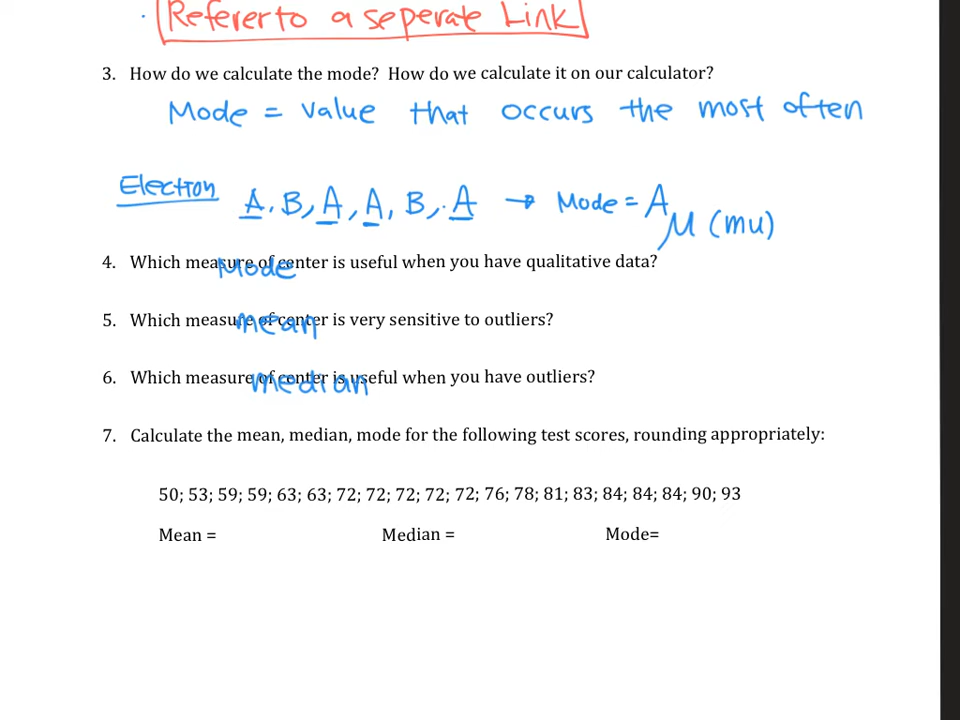 Referer to a seperate Link
3. How do we calculate the mode? How do we calculate it on our calculator?
Mode = Value that occurs the most often
Election A, B, A, A, B, A → Mode = A
μ (mu)
4. Which measure of center is useful when you have qualitative data?
Mode
5. Which measure of center is very sensitive to outliers?
mean
6. Which measure of center is useful when you have outliers?
median
7. Calculate the mean, median, mode for the following test scores, rounding appropriately:
50; 53; 59; 59; 63; 63; 72; 72; 72; 72; 72; 76; 78; 81; 83; 84; 84; 84; 90; 93
Mean = Median = Mode=